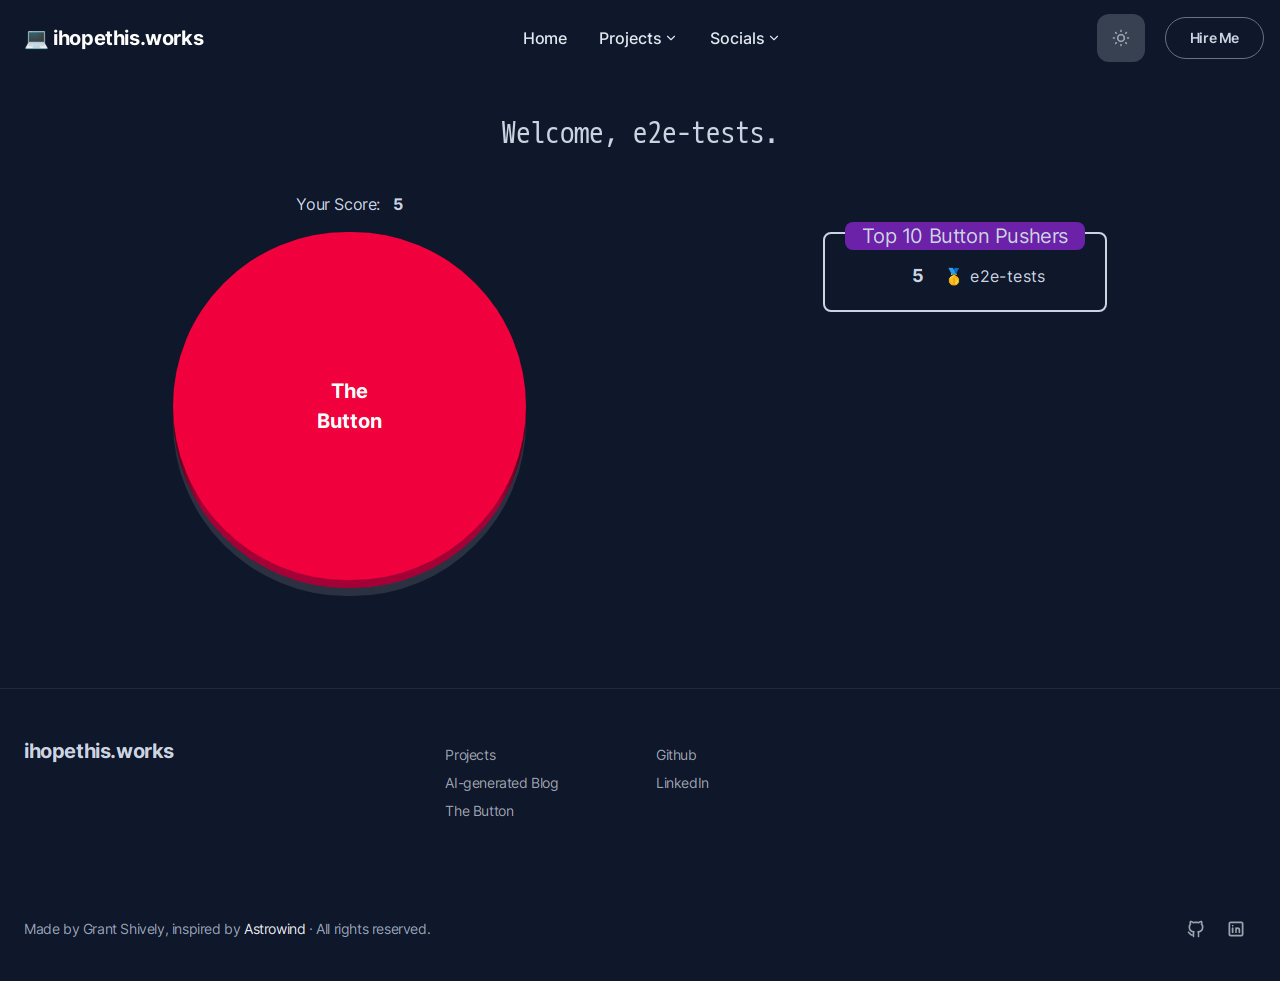 💻 ihopethis.works
Home
Projects
Socials
Hire Me
Welcome, e2e-tests.
Your Score: 5
The
Button
Top 10 Button Pushers
5 🥇 e2e-tests
ihopethis.works
Projects
AI-generated Blog
The Button
Github
LinkedIn
Made by Grant Shively, inspired by Astrowind · All rights reserved.